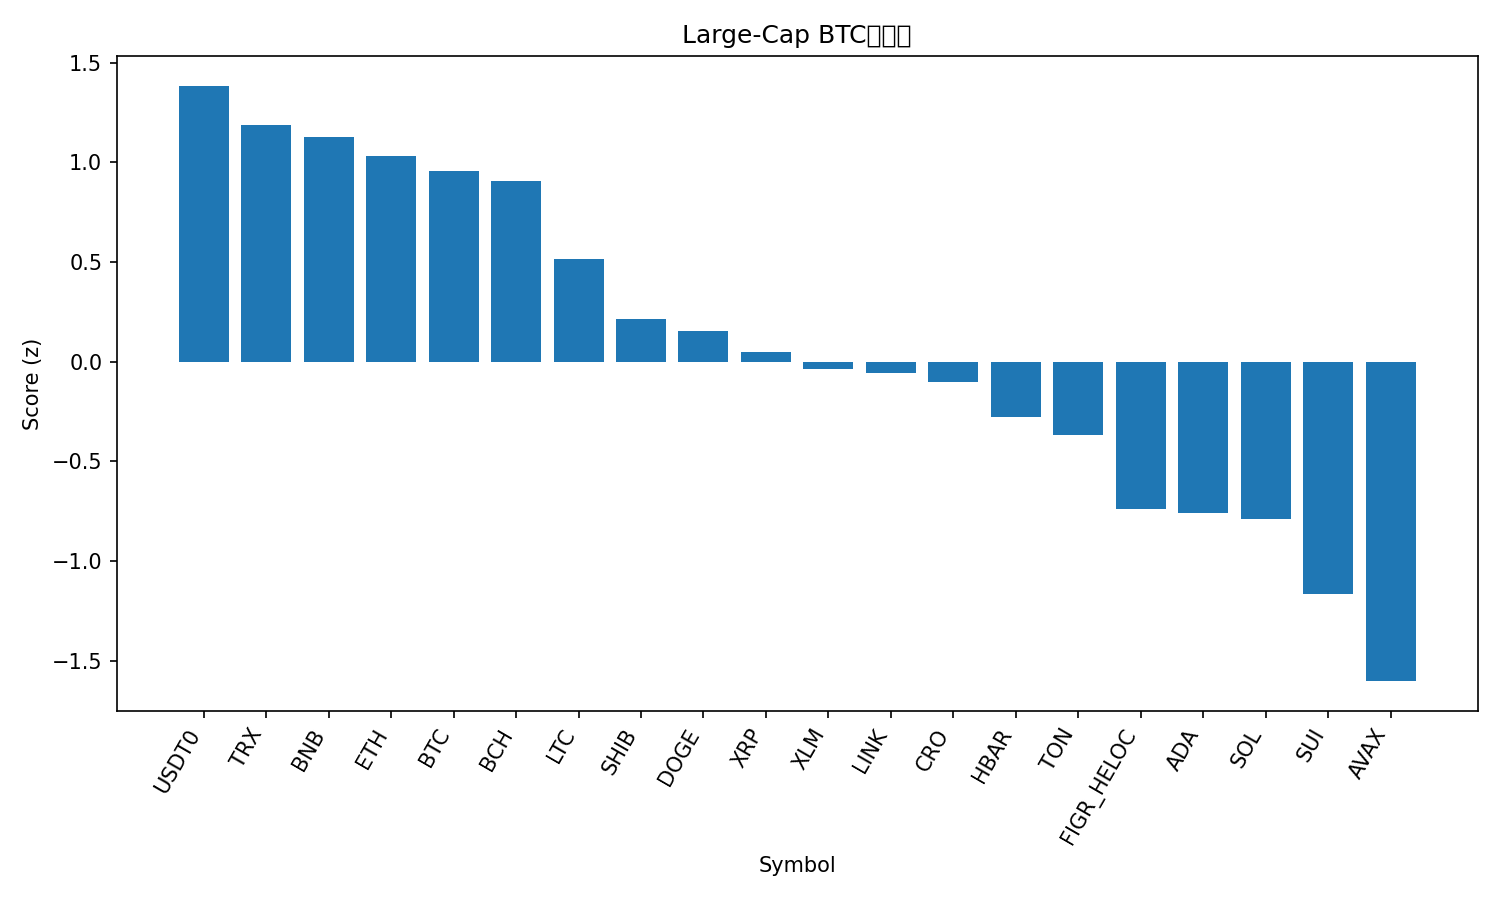 Large-Cap BTC
1.5
1.0
0.5
0.0
−0.5
−1.0
−1.5
Score (z)
USDT0
TRX
BNB
ETH
BTC
BCH
LTC
SHIB
DOGE
XRP
XLM
LINK
CRO
HBAR
TON
FIGR_HELOC
ADA
SOL
SUI
AVAX
Symbol